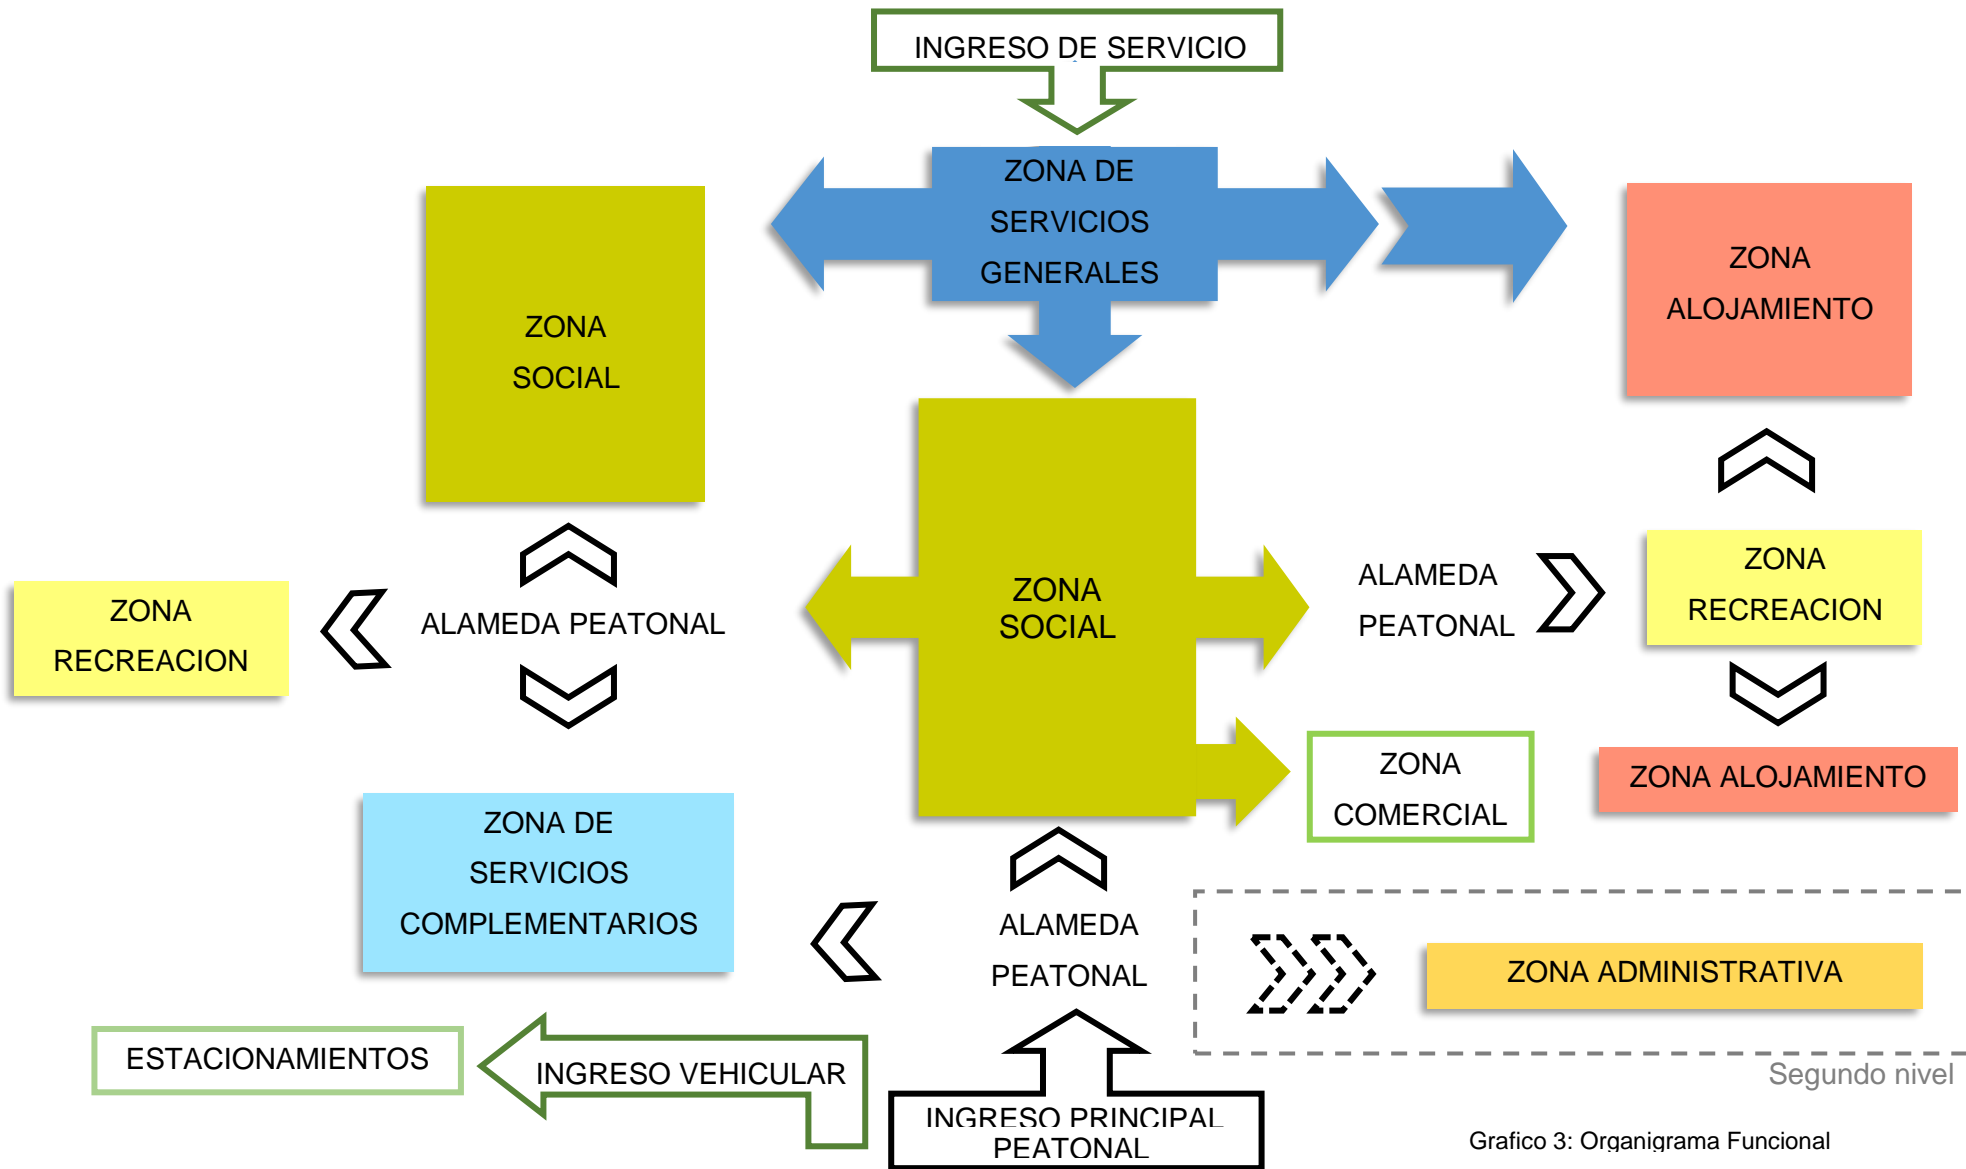 INGRESO DE SERVICIO
ZONA DE
SERVICIOS
GENERALES
ZONA
SOCIAL
ZONA
ALOJAMIENTO
ZONA
SOCIAL
ALAMEDA
PEATONAL
ZONA
RECREACION
ZONA
RECREACION
ALAMEDA PEATONAL
ZONA
COMERCIAL
ZONA ALOJAMIENTO
ZONA DE
SERVICIOS
COMPLEMENTARIOS
ALAMEDA
PEATONAL
ZONA ADMINISTRATIVA
Segundo nivel
ESTACIONAMIENTOS
INGRESO VEHICULAR
INGRESO PRINCIPAL
PEATONAL
Grafico 3: Organigrama Funcional